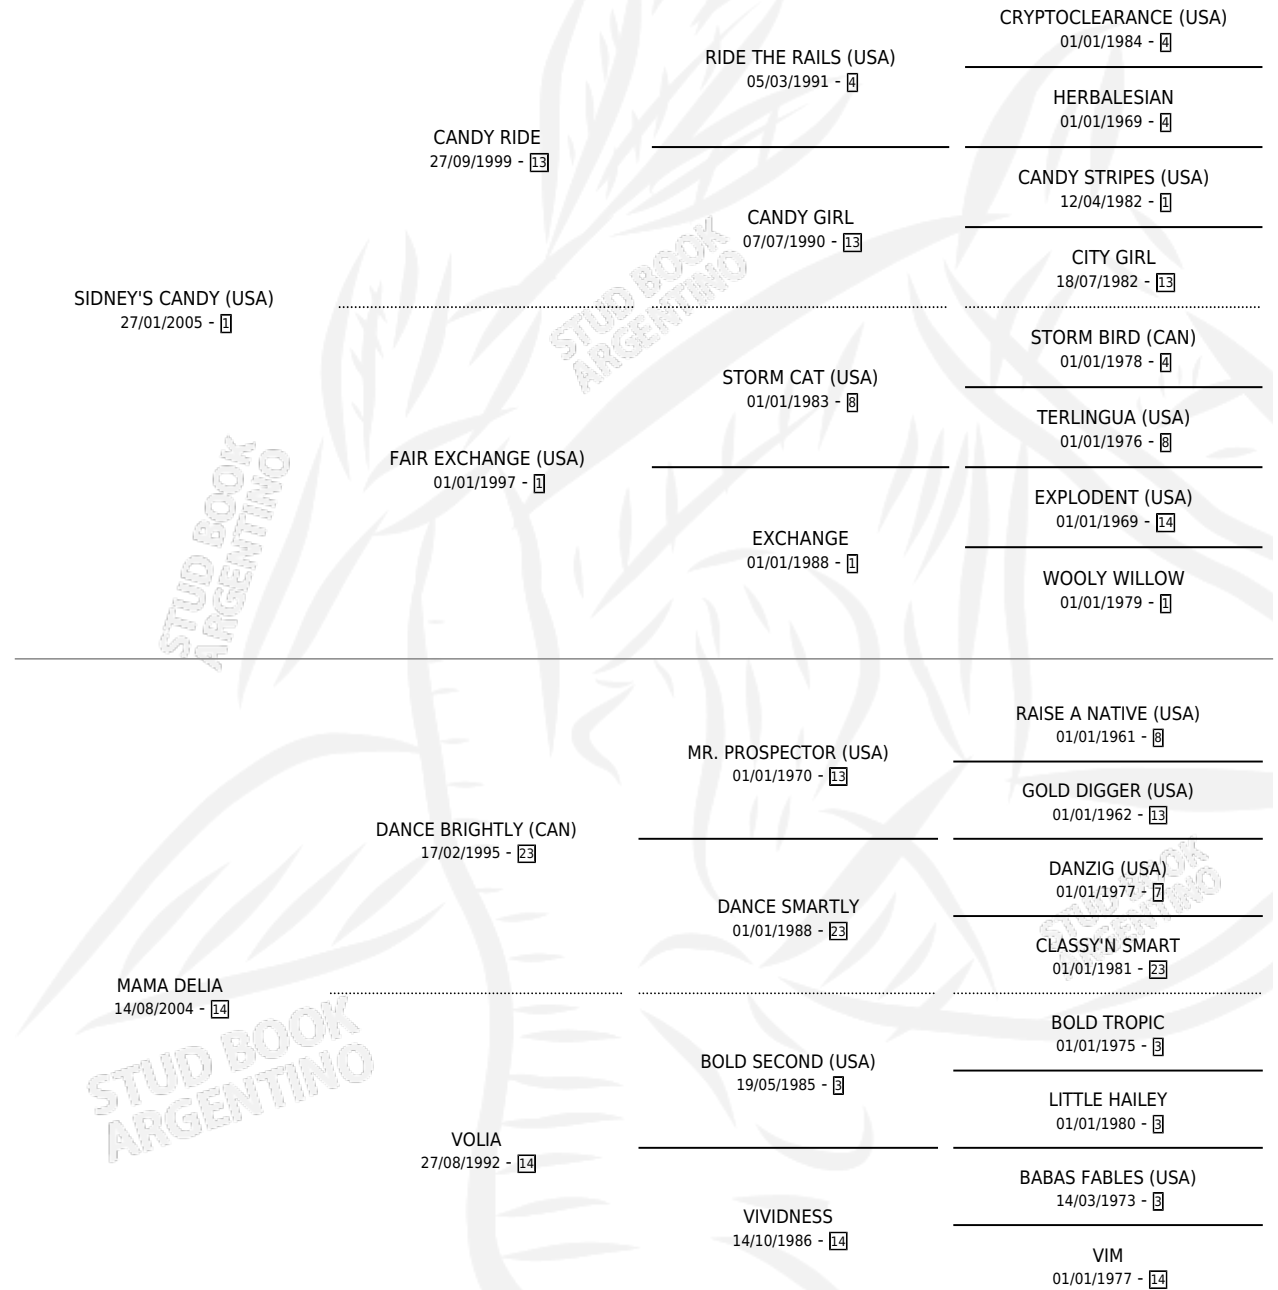 CRYPTOCLEARANCE (USA)
01/01/1984 - 4
RIDE THE RAILS (USA)
05/03/1991 - 4
HERBALESIAN
01/01/1969 - 4
CANDY RIDE
27/09/1999 - 13
CANDY STRIPES (USA)
12/04/1982 - 1
CANDY GIRL
07/07/1990 - 13
CITY GIRL
18/07/1982 - 13
SIDNEY'S CANDY (USA)
27/01/2005 - 1
STUD BOOK
ARGENTINO
STORM BIRD (CAN)
01/01/1978 - 4
STORM CAT (USA)
01/01/1983 - 8
TERLINGUA (USA)
01/01/1976 - 8
FAIR EXCHANGE (USA)
01/01/1997 - 1
EXPLODENT (USA)
01/01/1969 - 14
EXCHANGE
01/01/1988 - 1
WOOLY WILLOW
01/01/1979 - 1
STUD BOOK
ARGENTINO
RAISE A NATIVE (USA)
01/01/1961 - 8
MR. PROSPECTOR (USA)
01/01/1970 - 13
GOLD DIGGER (USA)
01/01/1962 - 13
DANCE BRIGHTLY (CAN)
17/02/1995 - 23
DANZIG (USA)
01/01/1977 - 7
STUD BOOK
ARGENTINO
DANCE SMARTLY
01/01/1988 - 23
CLASSY'N SMART
01/01/1981 - 23
MAMA DELIA
14/08/2004 - 14
STUD BOOK
ARGENTINO
BOLD TROPIC
01/01/1975 - 3
BOLD SECOND (USA)
19/05/1985 - 3
LITTLE HAILEY
01/01/1980 - 3
VOLIA
27/08/1992 - 14
BABAS FABLES (USA)
14/03/1973 - 3
VIVIDNESS
14/10/1986 - 14
VIM
01/01/1977 - 14